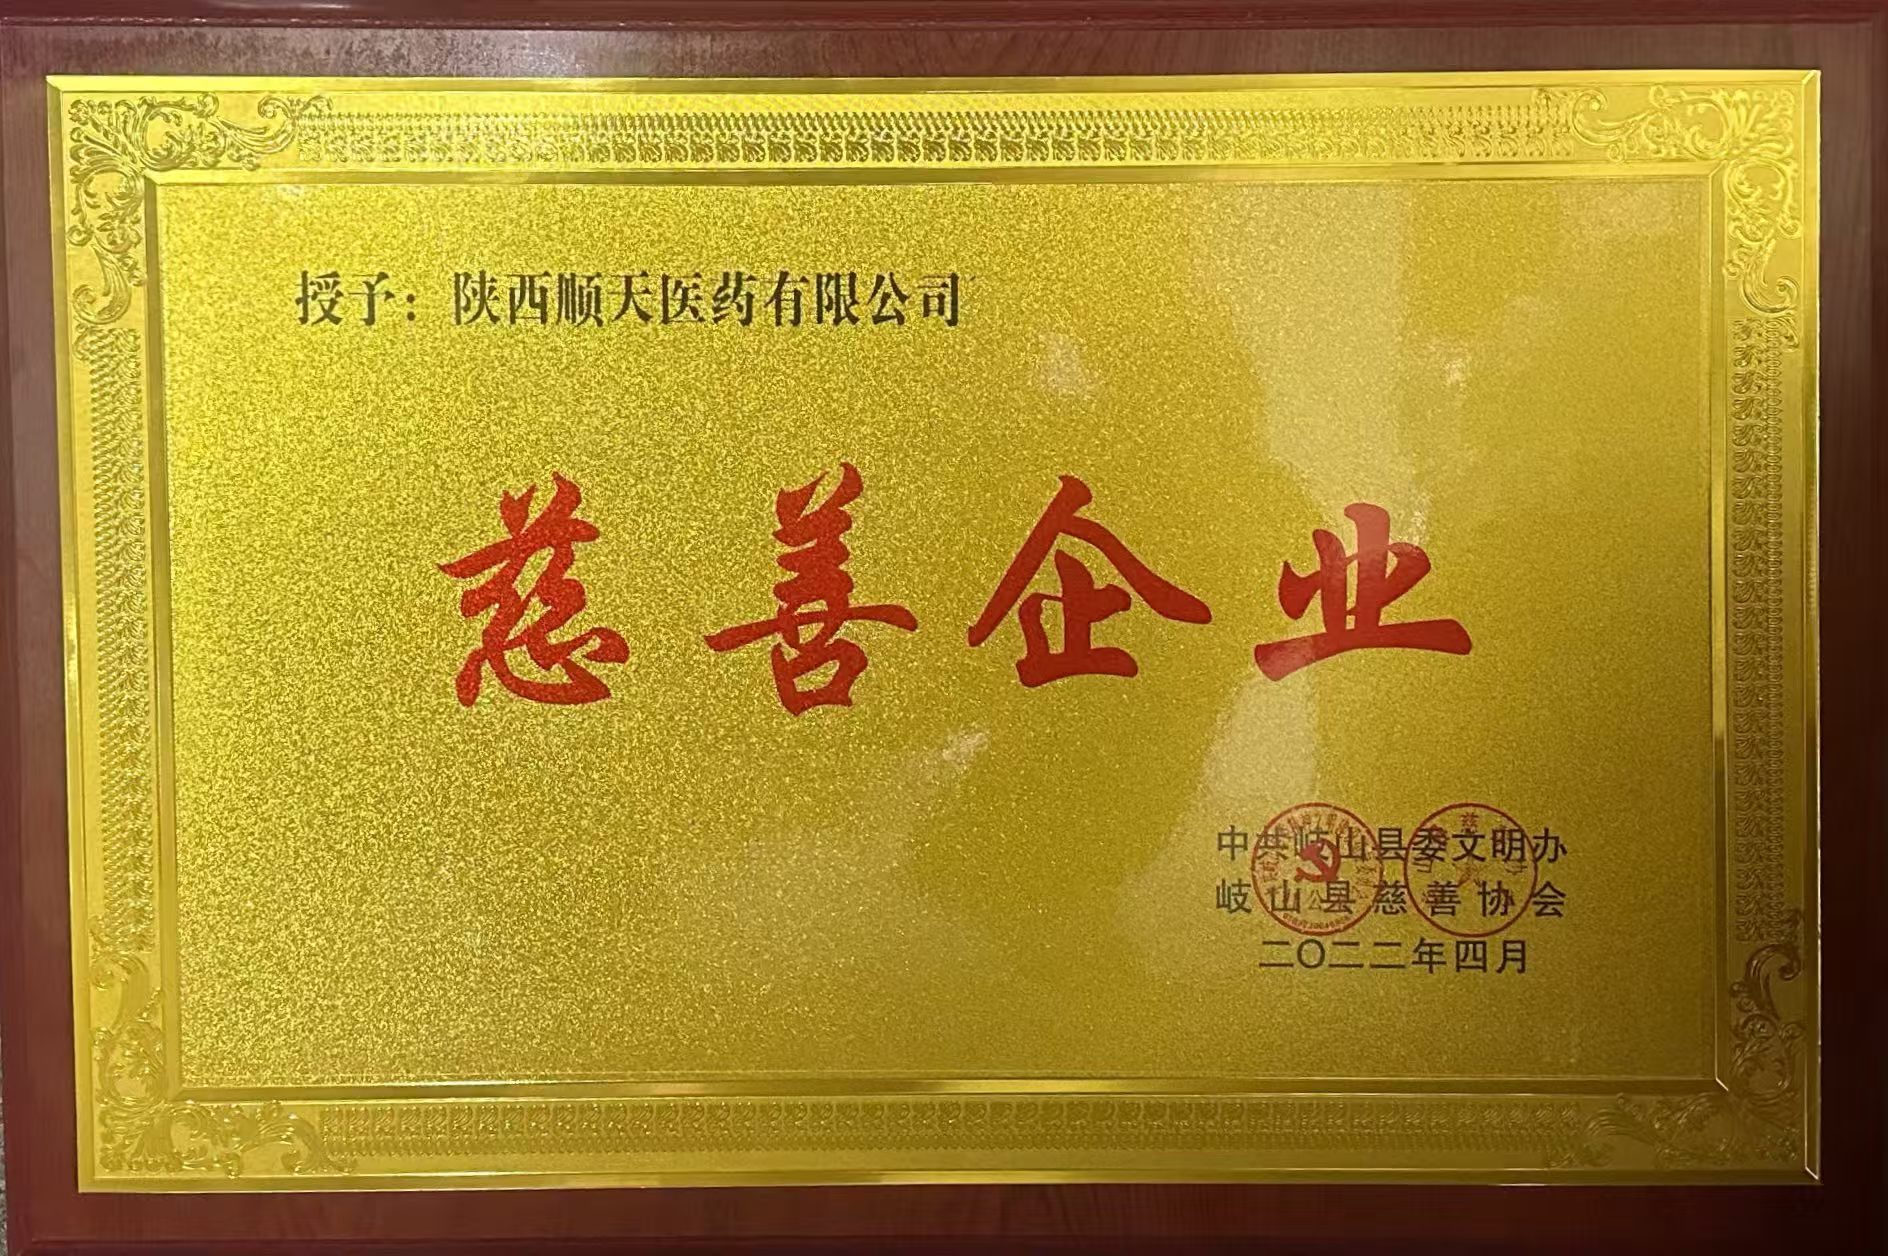 授予：陕西顺天医药有限公司
慈善企业
中共岐山县委文明办
岐山县慈善协会
二〇二二年四月